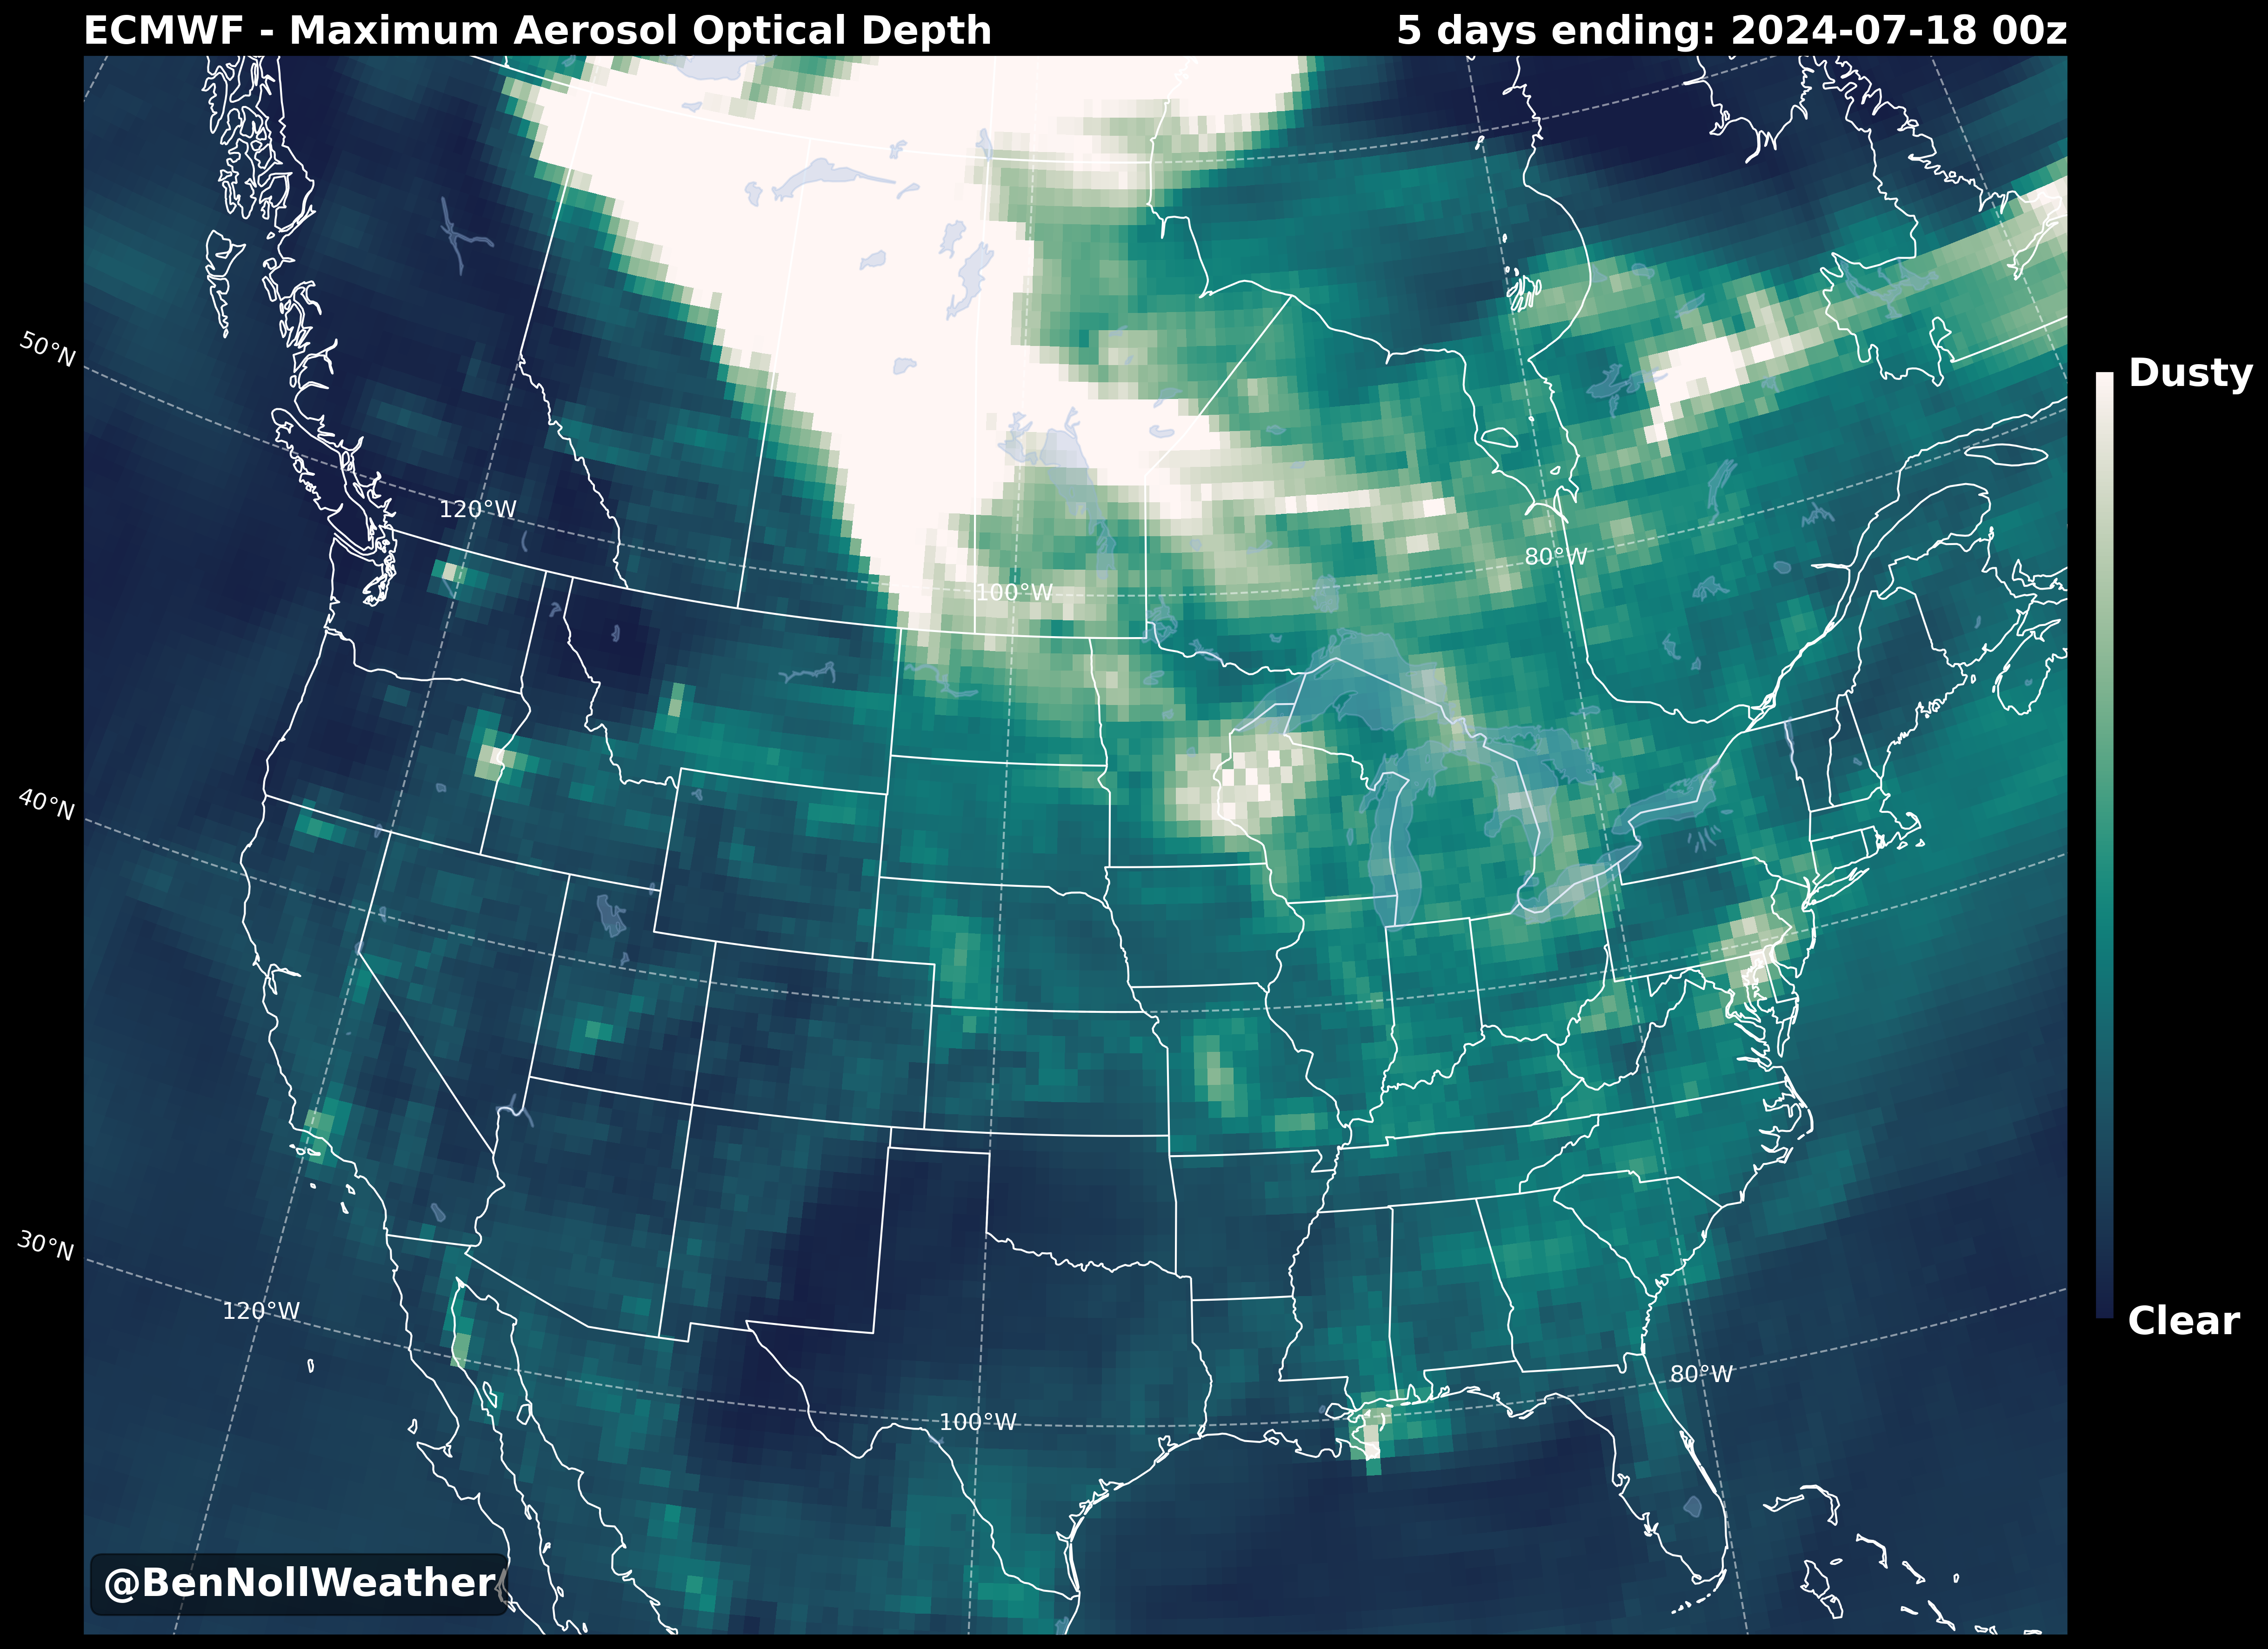 ECMWF - Maximum Aerosol Optical Depth
5 days ending: 2024-07-18 00z
50°N
Dusty
120°W
80°W
100°W
40°N
30°N
120°W
Clear
80°W
100°W
@BenNollWeather